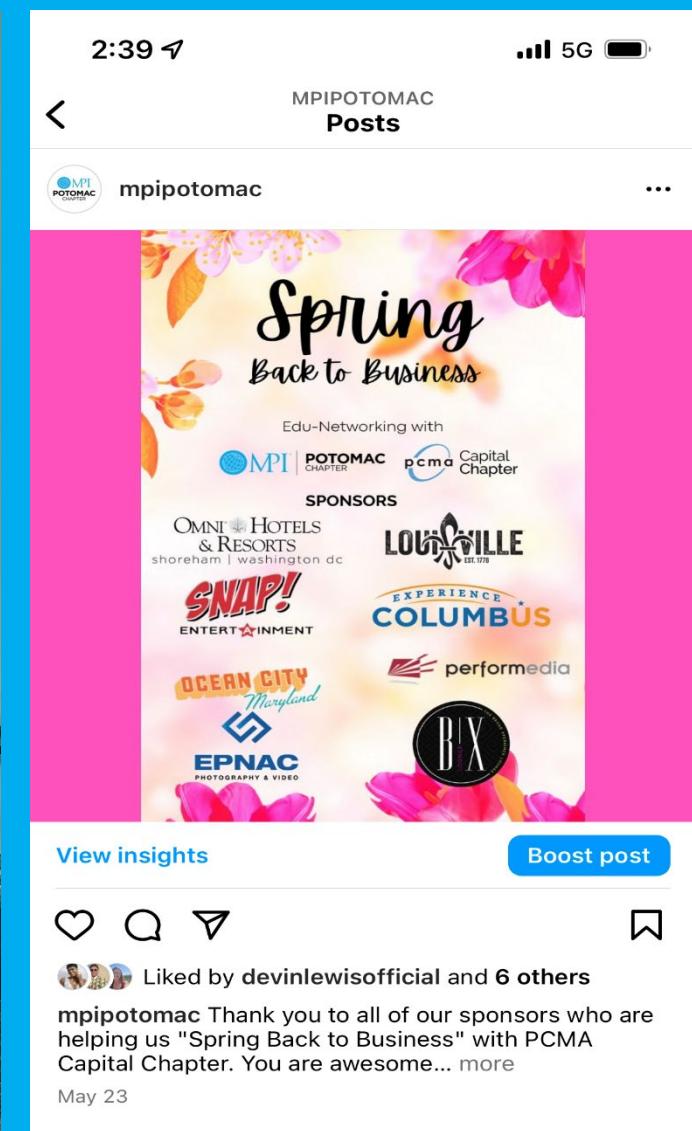 2:39
5G
MPIPOTOMAC
Posts
MPI
POTOMAC
CHAPTER
mpipotomac
Spring
Back to Business
Edu-Networking with
MPI | POTOMAC
CHAPTER
pcma Capital
Chapter
SPONSORS
OMNI HOTELS
& RESORTS
shoreham | washington dc
LOUISVILLE
EST. 1778
SNAP!
ENTERTAINMENT
EXPERIENCE
COLUMBUS
OCEAN CITY
Maryland
performedia
EPNAC
PHOTOGRAPHY & VIDEO
B X
View insights
Boost post
Liked by devinlewisofficial and 6 others
mpipotomac Thank you to all of our sponsors who are
helping us "Spring Back to Business" with PCMA
Capital Chapter. You are awesome... more
May 23